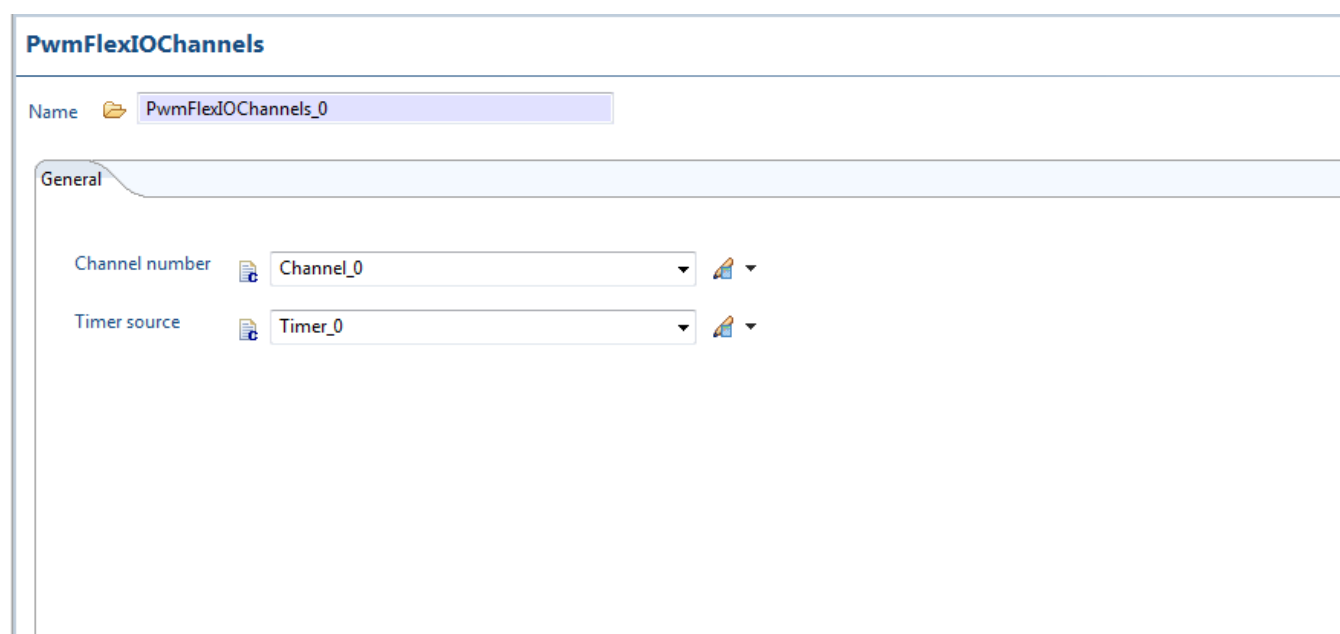 PwmFlexIOChannels
Name PwmFlexIOChannels_0
General
Channel number Channel_0
Timer source Timer_0